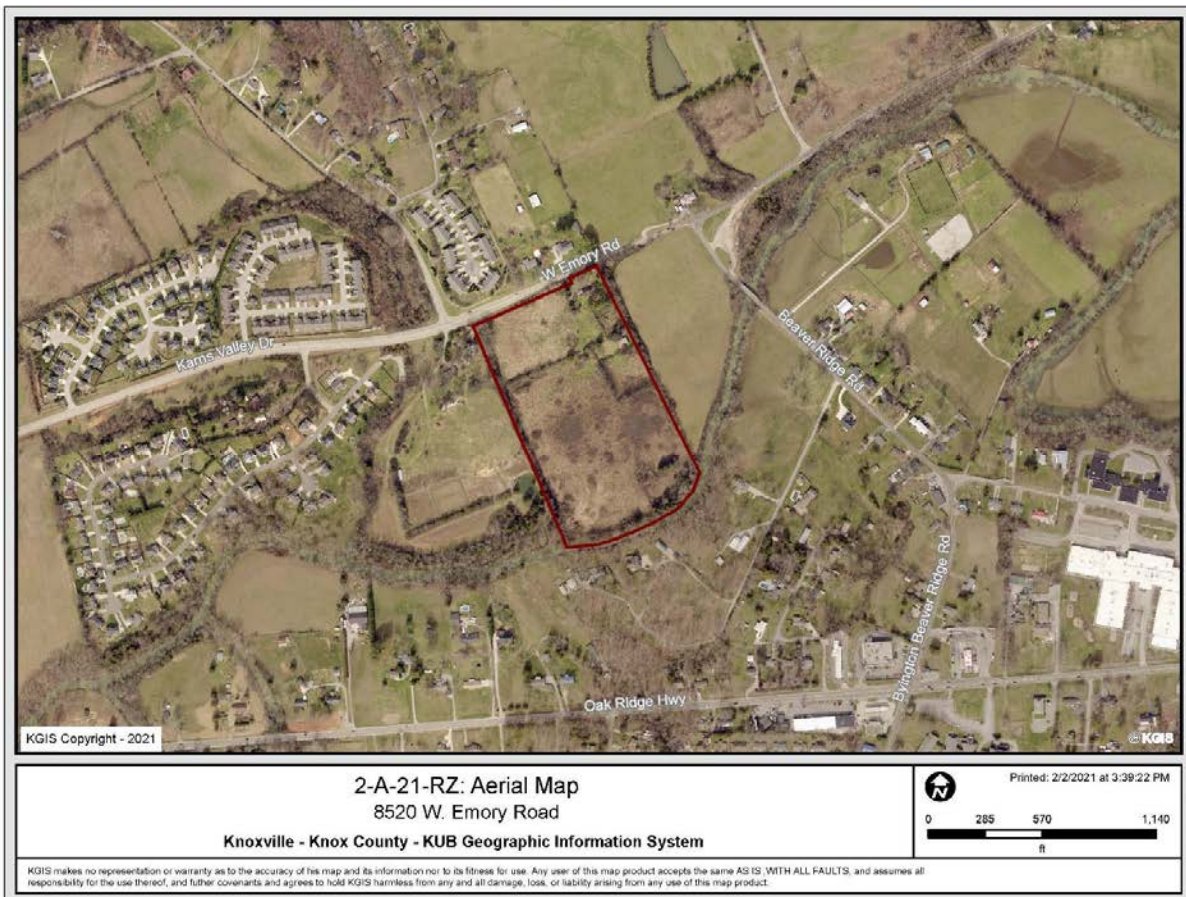 W Emory Rd
Karns Valley Dr
Beaver Ridge Rd
Byington Beaver Ridge Rd
Oak Ridge Hwy
KGIS Copyright - 2021
© KGIS
2-A-21-RZ: Aerial Map
8520 W. Emory Road
Knoxville - Knox County - KUB Geographic Information System
N
Printed: 2/2/2021 at 3:39:22 PM
0 285 570 1,140
ft
KGIS makes no representation or warranty as to the accuracy of his map and its information nor to its fitness for use. Any user of this map product accepts the same AS IS ,WITH ALL FAULTS, and assumes all
responsibility for the use thereof, and futher covenants and agrees to hold KGIS harmless from any and all damage, loss, or liability arising from any use of this map product.